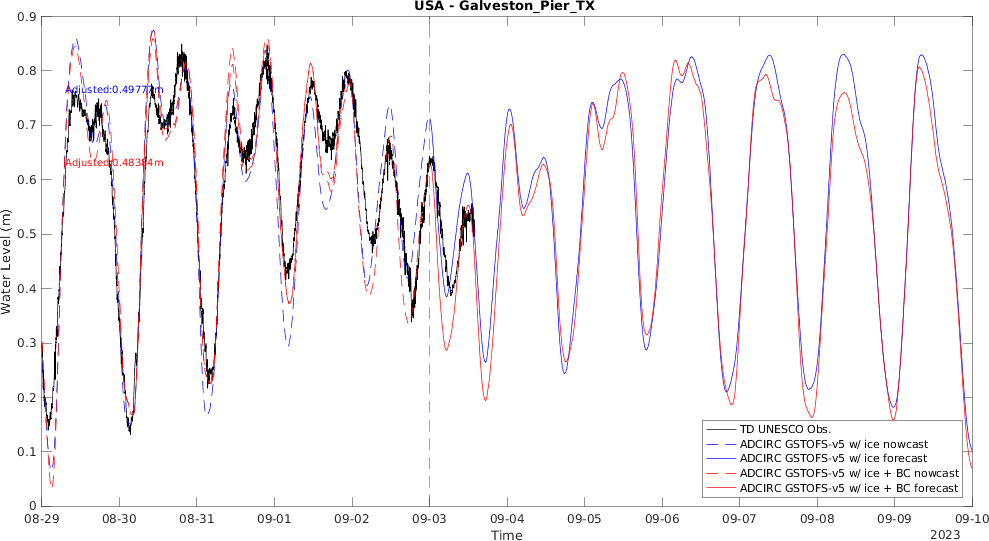 USA - Galveston_Pier_TX
0.9
0.8
0.7
0.6
0.5
0.4
0.3
0.2
0.1
0
Water Level (m)
Adjusted:0.49777m
Adjusted:0.48384m
TD UNESCO Obs.
ADCIRC GSTOFS-v5 w/ ice nowcast
ADCIRC GSTOFS-v5 w/ ice forecast
ADCIRC GSTOFS-v5 w/ ice + BC nowcast
ADCIRC GSTOFS-v5 w/ ice + BC forecast
08-29 08-30 08-31 09-01 09-02 09-03 09-04 09-05 09-06 09-07 09-08 09-09 09-10
Time
2023